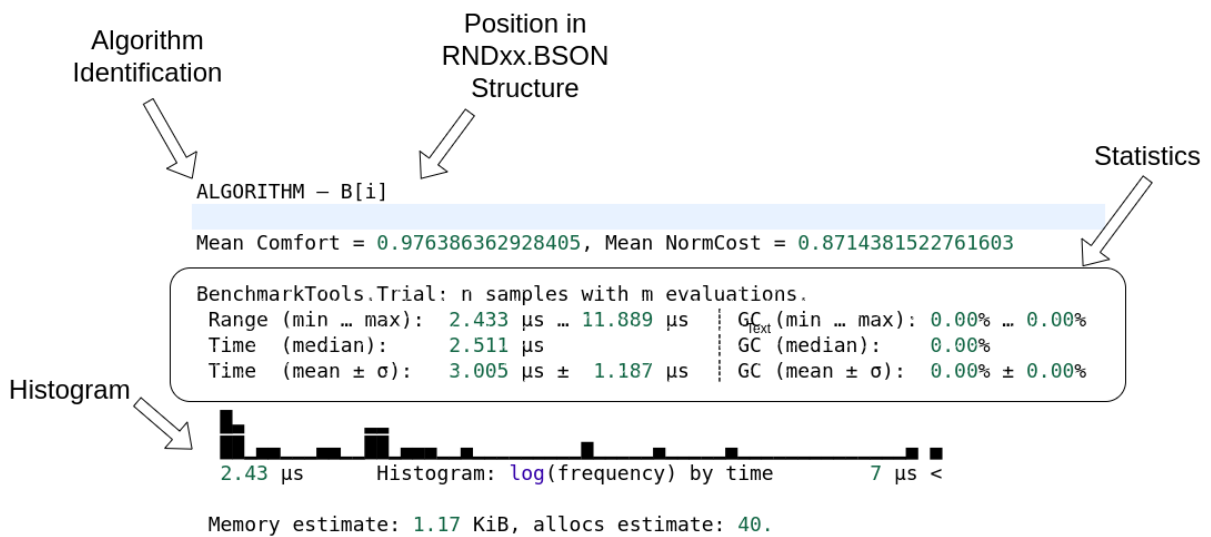 Algorithm
Identification
Position in
RNDxx.BSON
Structure
Statistics
ALGORITHM – B[i]
Mean Comfort = 0.976386362928405, Mean NormCost = 0.8714381522761603
BenchmarkTools.Trial: n samples with m evaluations.
Range (min … max): 2.433 μs … 11.889 μs ┊ GC (min … max): 0.00% … 0.00%
Text
Time (median): 2.511 μs ┊ GC (median): 0.00%
Time (mean ± σ): 3.005 μs ± 1.187 μs ┊ GC (mean ± σ): 0.00% ± 0.00%
Histogram
2.43 μs Histogram: log(frequency) by time 7 μs <
Memory estimate: 1.17 KiB, allocs estimate: 40.